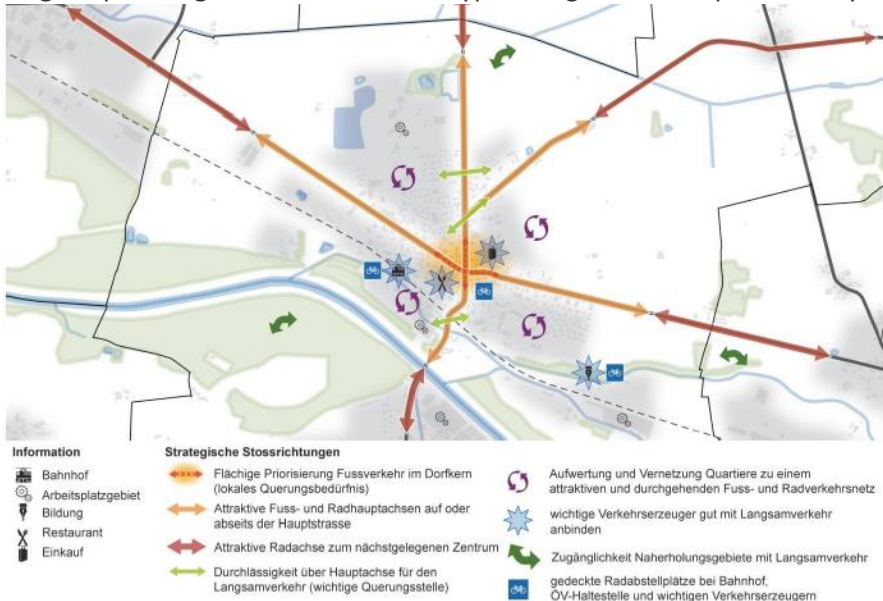 Information
Bahnhof
Arbeitsplatzgebiet
Bildung
Restaurant
Einkauf
Strategische Stossrichtungen
Flächige Priorisierung Fussverkehr im Dorfkern
(lokales Querungsbedürfnis)
Attraktive Fuss- und Radhauptachsen auf oder
abseits der Hauptstrasse
Attraktive Radachse zum nächstgelegenen Zentrum
Durchlässigkeit über Hauptachse für den
Langsamverkehr (wichtige Querungsstelle)
Aufwertung und Vernetzung Quartiere zu einem
attraktiven und durchgehenden Fuss- und Radverkehrsnetz
wichtige Verkehrserzeuger gut mit Langsamverkehr
anbinden
Zugänglichkeit Naherholungsgebiete mit Langsamverkehr
gedeckte Radabstellplätze bei Bahnhof,
ÖV-Haltestelle und wichtigen Verkehrserzeugern